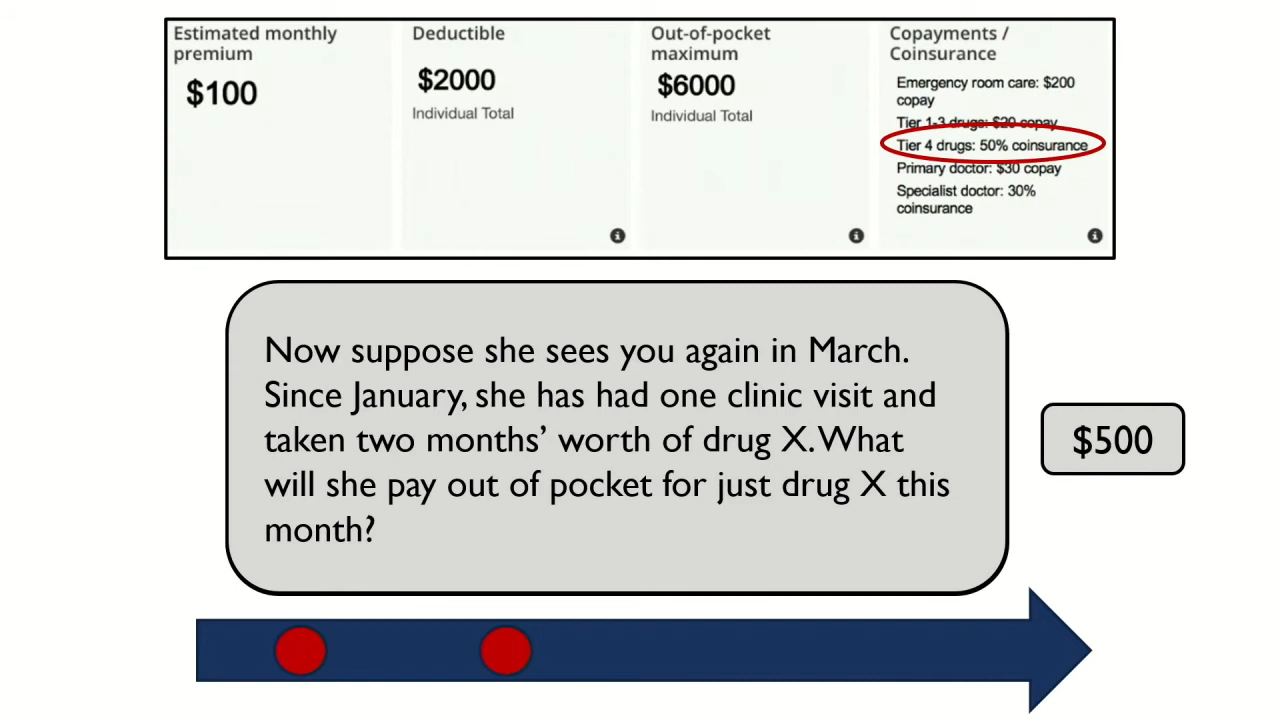 Estimated monthly
premium
$100
Deductible
$2000
Individual Total
Out-of-pocket
maximum
$6000
Individual Total
Copayments /
Coinsurance
Emergency room care: $200
copay
Tier 1-3 drugs: $20 copay
Tier 4 drugs: 50% coinsurance
Primary doctor: $30 copay
Specialist doctor: 30%
coinsurance
Now suppose she sees you again in March.
Since January, she has had one clinic visit and
taken two months’ worth of drug X. What
will she pay out of pocket for just drug X this
month?
$500